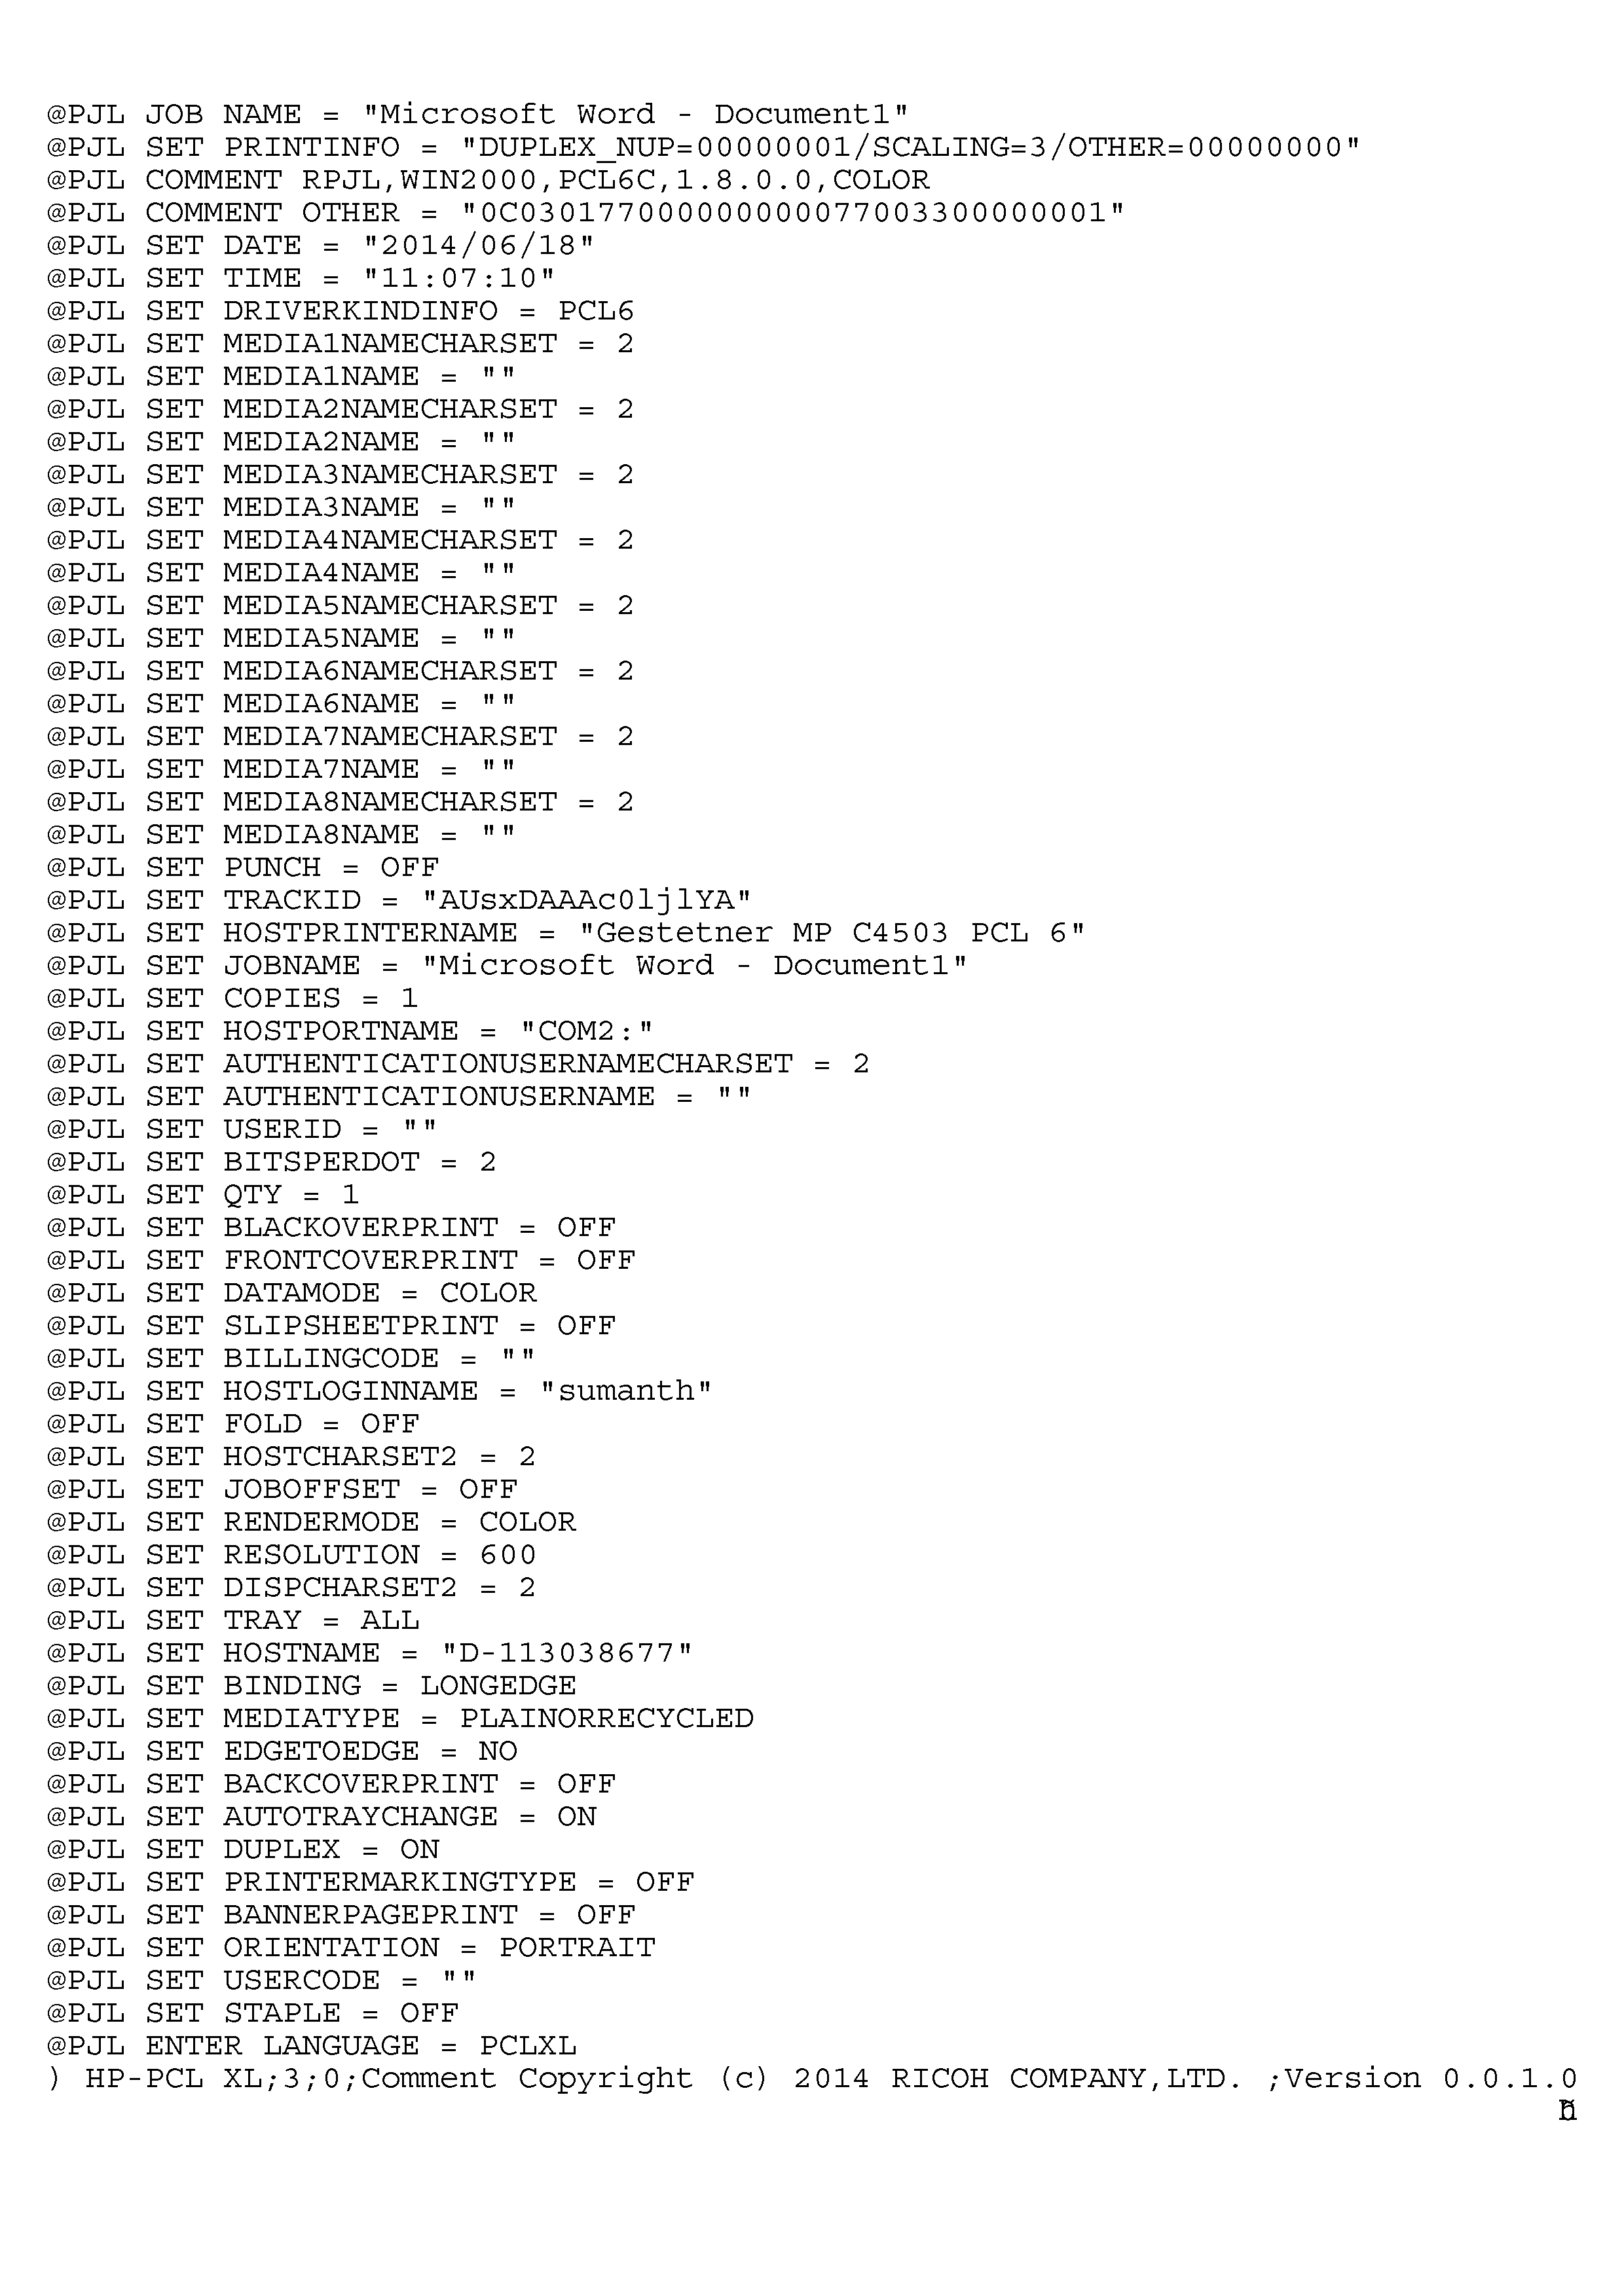 @PJL JOB NAME = "Microsoft Word - Document1"
@PJL SET PRINTINFO = "DUPLEX_NUP=00000001/SCALING=3/OTHER=00000000"
@PJL COMMENT RPJL,WIN2000,PCL6C,1.8.0.0,COLOR
@PJL COMMENT OTHER = "0C03017700000000007700330000​0001"
@PJL SET DATE = "2014/06/18"
@PJL SET TIME = "11:07:10"
@PJL SET DRIVERKINDINFO = PCL6
@PJL SET MEDIA1NAMECHARSET = 2
@PJL SET MEDIA1NAME = ""
@PJL SET MEDIA2NAMECHARSET = 2
@PJL SET MEDIA2NAME = ""
@PJL SET MEDIA3NAMECHARSET = 2
@PJL SET MEDIA3NAME = ""
@PJL SET MEDIA4NAMECHARSET = 2
@PJL SET MEDIA4NAME = ""
@PJL SET MEDIA5NAMECHARSET = 2
@PJL SET MEDIA5NAME = ""
@PJL SET MEDIA6NAMECHARSET = 2
@PJL SET MEDIA6NAME = ""
@PJL SET MEDIA7NAMECHARSET = 2
@PJL SET MEDIA7NAME = ""
@PJL SET MEDIA8NAMECHARSET = 2
@PJL SET MEDIA8NAME = ""
@PJL SET PUNCH = OFF
@PJL SET TRACKID = "AUsxDAAAc0ljlYA"
@PJL SET HOSTPRINTERNAME = "Gestetner MP C4503 PCL 6"
@PJL SET JOBNAME = "Microsoft Word - Document1"
@PJL SET COPIES = 1
@PJL SET HOSTPORTNAME = "COM2:"
@PJL SET AUTHENTICATIONUSERNAMECHARSET = 2
@PJL SET AUTHENTICATIONUSERNAME = ""
@PJL SET USERID = ""
@PJL SET BITSPERDOT = 2
@PJL SET QTY = 1
@PJL SET BLACKOVERPRINT = OFF
@PJL SET FRONTCOVERPRINT = OFF
@PJL SET DATAMODE = COLOR
@PJL SET SLIPSHEETPRINT = OFF
@PJL SET BILLINGCODE = ""
@PJL SET HOSTLOGINNAME = "sumanth"
@PJL SET FOLD = OFF
@PJL SET HOSTCHARSET2 = 2
@PJL SET JOBOFFSET = OFF
@PJL SET RENDERMODE = COLOR
@PJL SET RESOLUTION = 600
@PJL SET DISPCHARSET2 = 2
@PJL SET TRAY = ALL
@PJL SET HOSTNAME = "D-113038677"
@PJL SET BINDING = LONGEDGE
@PJL SET MEDIATYPE = PLAINORRECYCLED
@PJL SET EDGETOEDGE = NO
@PJL SET BACKCOVERPRINT = OFF
@PJL SET AUTOTRAYCHANGE = ON
@PJL SET DUPLEX = ON
@PJL SET PRINTERMARKINGTYPE = OFF
@PJL SET BANNERPAGEPRINT = OFF
@PJL SET ORIENTATION = PORTRAIT
@PJL SET USERCODE = ""
@PJL SET STAPLE = OFF
@PJL ENTER LANGUAGE = PCLXL
) HP-PCL XL;3;0;Comment Copyright (c) 2014 RICOH COMPANY,LTD. ;Version 0.0.1.0